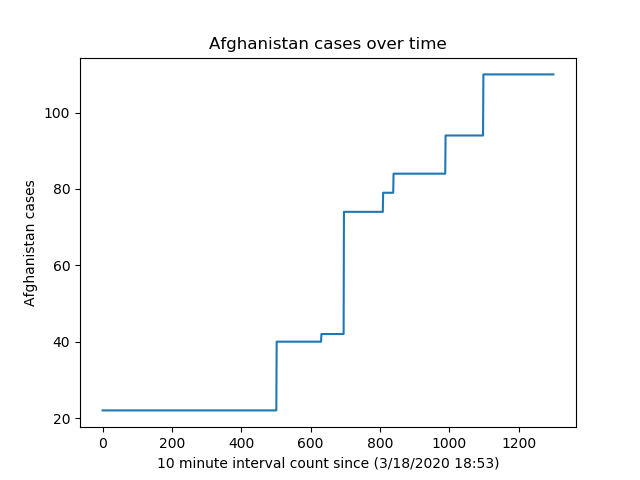 Afghanistan cases over time
Afghanistan cases
100
80
60
40
20
0 200 400 600 800 1000 1200
10 minute interval count since (3/18/2020 18:53)